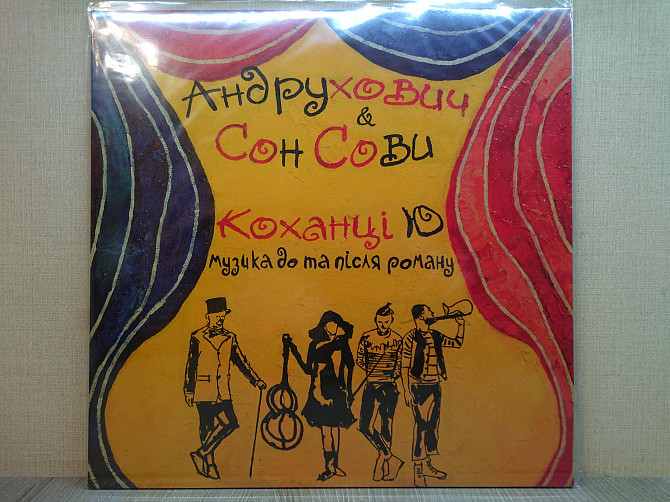 Андрухович
&
Сон Сови
Коханці Ю
музика до та після роману